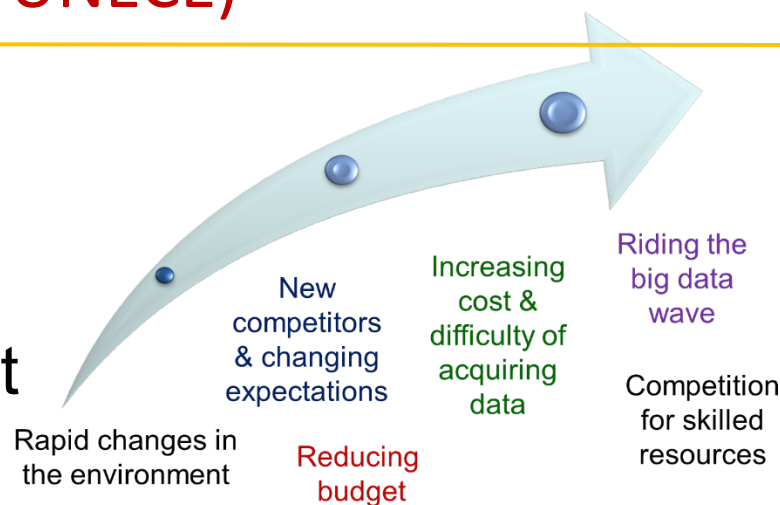 UNECE)
t
Rapid changes in
the environment
New
competitors
& changing
expectations
Reducing
budget
Increasing
cost &
difficulty of
acquiring
data
Riding the
big data
wave
Competition
for skilled
resources